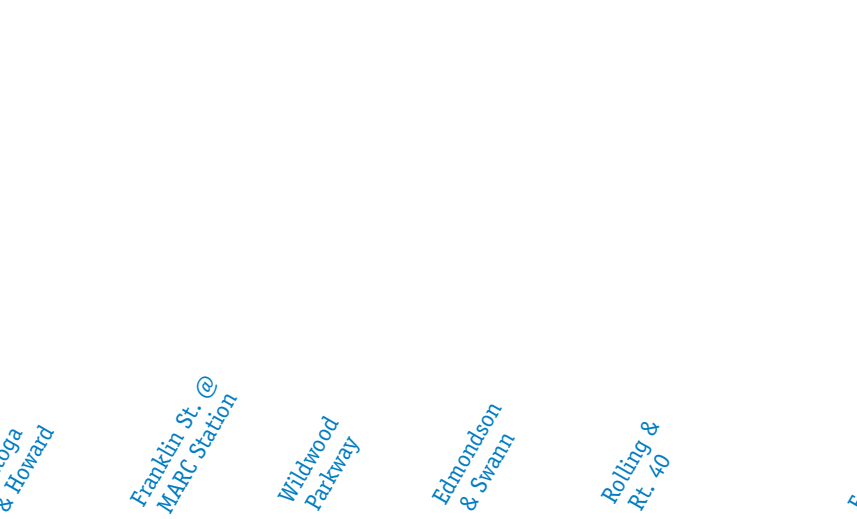 & Howard
Franklin St. @
MARC Station
Wildwood
Parkway
Edmondson
& Swann
Rolling &
Rt. 40